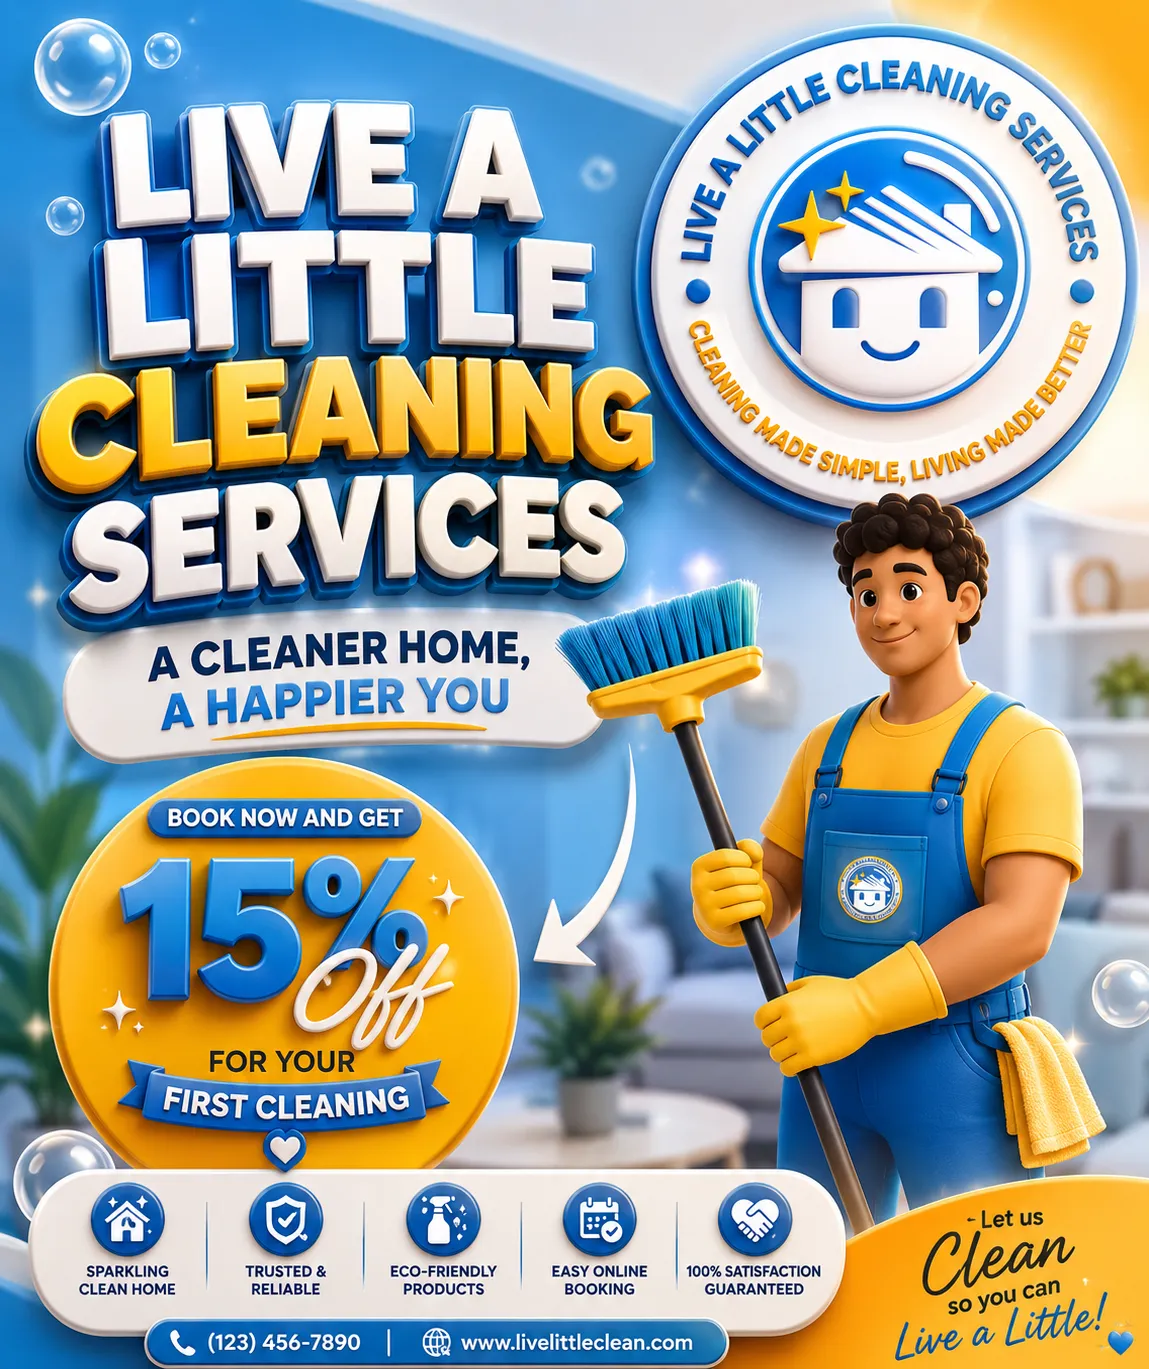 LIVE A
LITTLE
CLEANING
SERVICES
LIVE A LITTLE CLEANING SERVICES
CLEANING MADE SIMPLE, LIVING MADE BETTER
A CLEANER HOME,
A HAPPIER YOU
BOOK NOW AND GET
15%
Off
FOR YOUR
FIRST CLEANING
SPARKLING
CLEAN HOME
TRUSTED &
RELIABLE
ECO-FRIENDLY
PRODUCTS
EASY ONLINE
BOOKING
100% SATISFACTION
GUARANTEED
(123) 456-7890
www.livelittleclean.com
Let us
Clean
so you can
Live a Little!